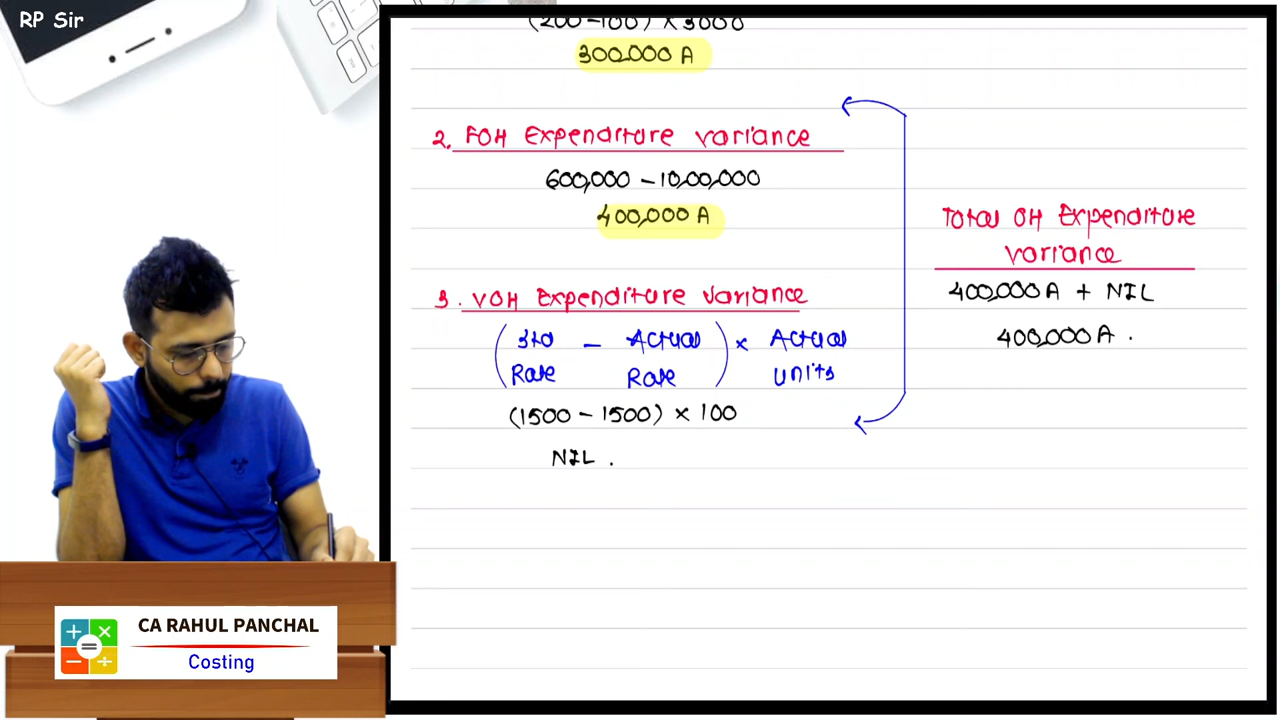 RP Sir
(200 - 100) × 3000
300,000 A
2. FOH Expenditure Variance
600,000 - 10,00,000
400,000 A
3. VOH Expenditure Variance
(Std Rate - Actual Rate) × Actual Units
(1500 - 1500) × 100
NIL .
Total OH Expenditure
Variance
400,000 A + NIL
400,000 A .
CA RAHUL PANCHAL
Costing